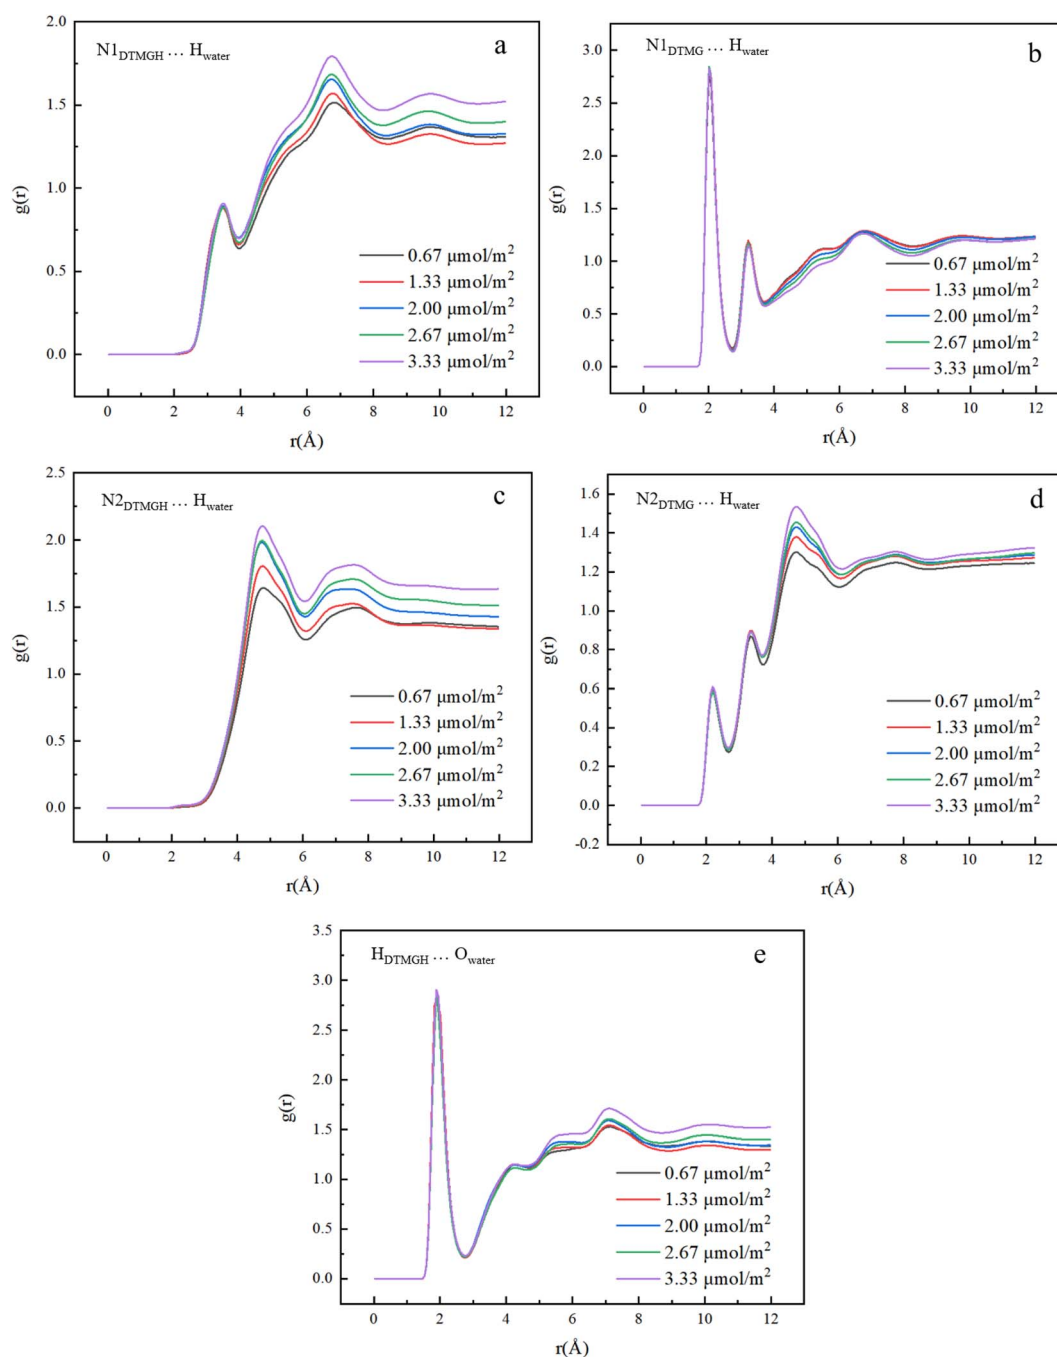 a
N1DTMGH … Hwater
2.0
1.5
1.0
0.5
0.0
g(r)
0.67 μmol/m²
1.33 μmol/m²
2.00 μmol/m²
2.67 μmol/m²
3.33 μmol/m²
0 2 4 6 8 10 12
r(Å)
b
N1DTMG … Hwater
3.0
2.5
2.0
1.5
1.0
0.5
0.0
g(r)
0.67 μmol/m²
1.33 μmol/m²
2.00 μmol/m²
2.67 μmol/m²
3.33 μmol/m²
0 2 4 6 8 10 12
r(Å)
c
N2DTMGH … Hwater
2.5
2.0
1.5
1.0
0.5
0.0
g(r)
0.67 μmol/m²
1.33 μmol/m²
2.00 μmol/m²
2.67 μmol/m²
3.33 μmol/m²
0 2 4 6 8 10 12
r(Å)
d
N2DTMG … Hwater
1.6
1.4
1.2
1.0
0.8
0.6
0.4
0.2
0.0
-0.2
g(r)
0.67 μmol/m²
1.33 μmol/m²
2.00 μmol/m²
2.67 μmol/m²
3.33 μmol/m²
0 2 4 6 8 10 12
r(Å)
e
HDTMGH … Owater
3.5
3.0
2.5
2.0
1.5
1.0
0.5
0.0
g(r)
0.67 μmol/m²
1.33 μmol/m²
2.00 μmol/m²
2.67 μmol/m²
3.33 μmol/m²
0 2 4 6 8 10 12
r(Å)